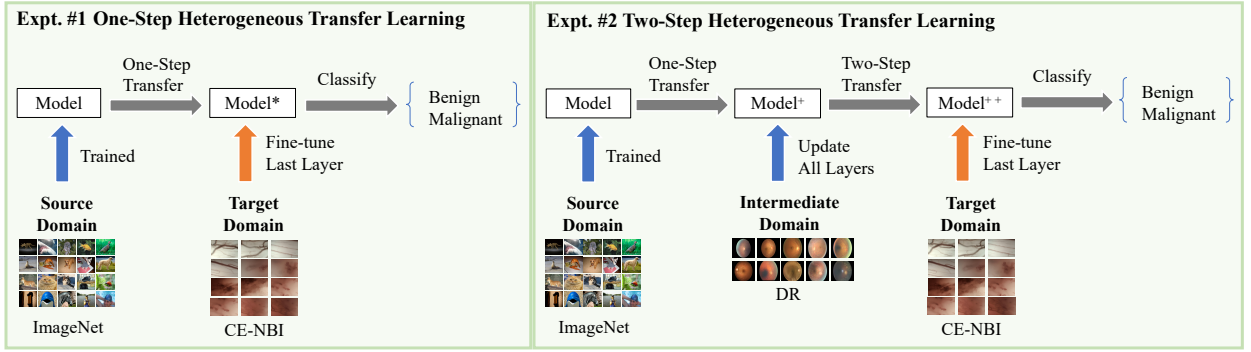 Expt. #1 One-Step Heterogeneous Transfer Learning
One-Step
Transfer
Classify
Model
Model*
Benign
Malignant
Trained
Fine-tune
Last Layer
Source
Domain
Target
Domain
ImageNet
CE-NBI
Expt. #2 Two-Step Heterogeneous Transfer Learning
One-Step
Transfer
Two-Step
Transfer
Classify
Model
Model⁺
Model⁺⁺
Benign
Malignant
Trained
Update
All Layers
Fine-tune
Last Layer
Source
Domain
Intermediate
Domain
Target
Domain
ImageNet
DR
CE-NBI